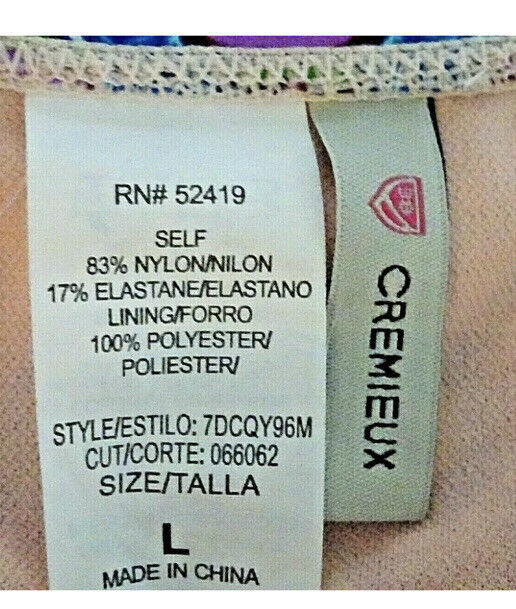 RN# 52419
SELF
83% NYLON/NILON
17% ELASTANE/ELASTANO
LINING/FORRO
100% POLYESTER/
POLIESTER/
STYLE/ESTILO: 7DCQY96M
CUT/CORTE: 066062
SIZE/TALLA
L
MADE IN CHINA
CREMIEUX